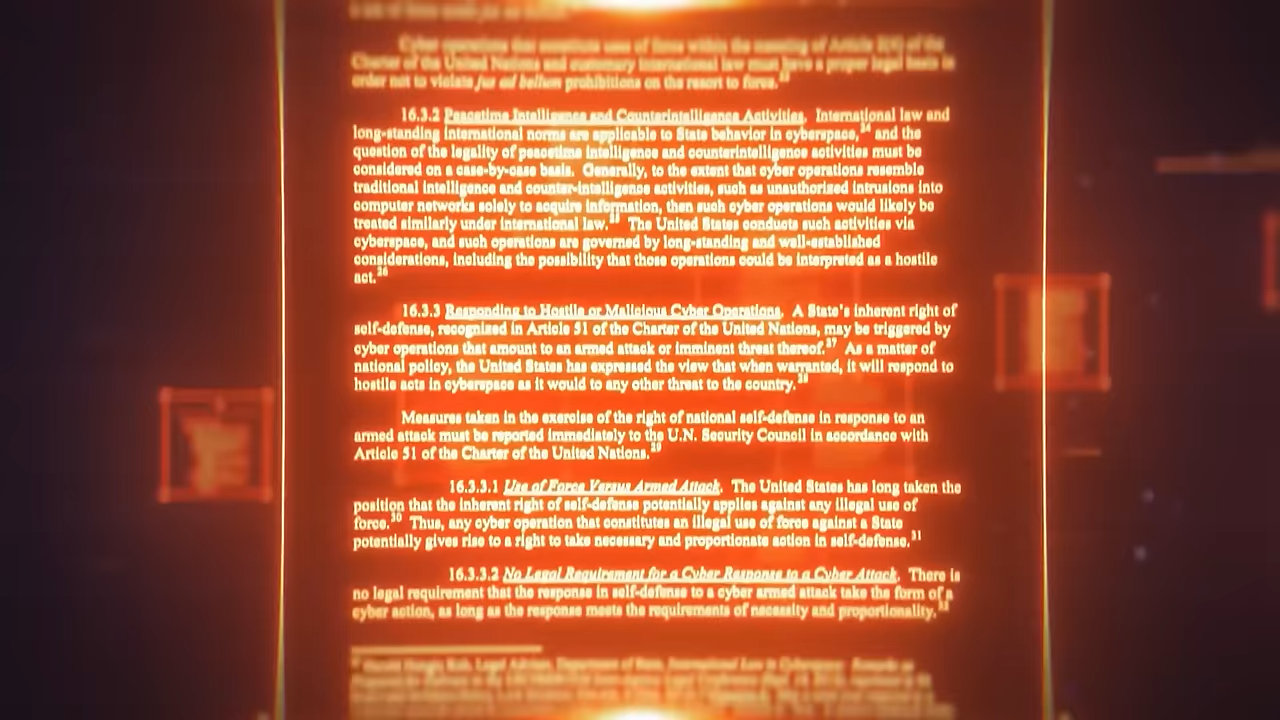 Cyber operations that constitute uses of force within the meaning of Article 2(4) of the
Charter of the United Nations and customary international law must have a proper legal basis in
order not to violate jus ad bellum prohibitions on the resort to force.
16.3.2 Peacetime Intelligence and Counterintelligence Activities. International law and
long-standing international norms are applicable to State behavior in cyberspace,24 and the
question of the legality of peacetime intelligence and counterintelligence activities must be
considered on a case-by-case basis. Generally, to the extent that cyber operations resemble
traditional intelligence and counter-intelligence activities, such as unauthorized intrusions into
computer networks solely to acquire information, then such cyber operations would likely be
treated similarly under international law.25 The United States conducts such activities via
cyberspace, and such operations are governed by long-standing and well-established
considerations, including the possibility that those operations could be interpreted as a hostile
act.26
16.3.3 Responding to Hostile or Malicious Cyber Operations. A State's inherent right of
self-defense, recognized in Article 51 of the Charter of the United Nations, may be triggered by
cyber operations that amount to an armed attack or imminent threat thereof.27 As a matter of
national policy, the United States has expressed the view that when warranted, it will respond to
hostile acts in cyberspace as it would to any other threat to the country.28
Measures taken in the exercise of the right of national self-defense in response to an
armed attack must be reported immediately to the U.N. Security Council in accordance with
Article 51 of the Charter of the United Nations.29
16.3.3.1 Use of Force Versus Armed Attack. The United States has long taken the
position that the inherent right of self-defense potentially applies against any illegal use of
force.30 Thus, any cyber operation that constitutes an illegal use of force against a State
potentially gives rise to a right to take necessary and proportionate action in self-defense.31
16.3.3.2 No Legal Requirement for a Cyber Response to a Cyber Attack. There is
no legal requirement that the response in self-defense to a cyber armed attack take the form of a
cyber action, as long as the response meets the requirements of necessity and proportionality.